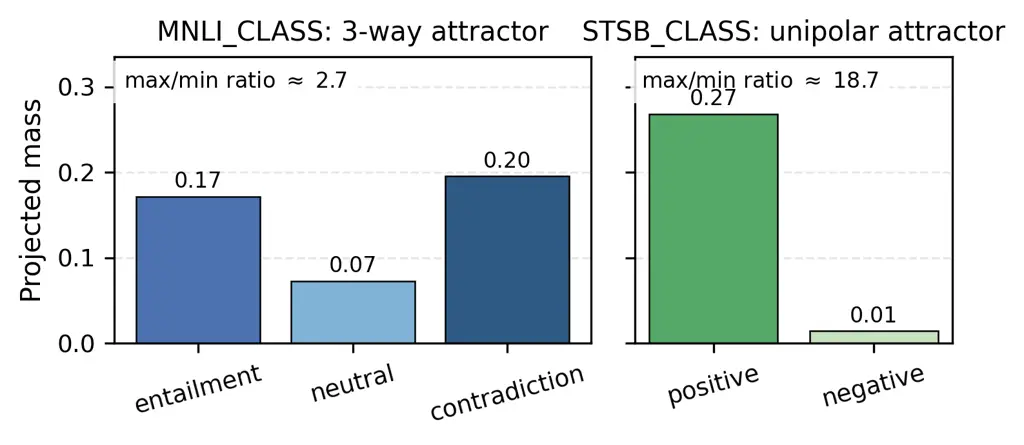 MNLI_CLASS: 3-way attractor
STSB_CLASS: unipolar attractor
Projected mass
0.3
0.2
0.1
0.0
max/min ratio ≈ 2.7
0.17
0.07
0.20
entailment
neutral
contradiction
max/min ratio ≈ 18.7
0.27
0.01
positive
negative